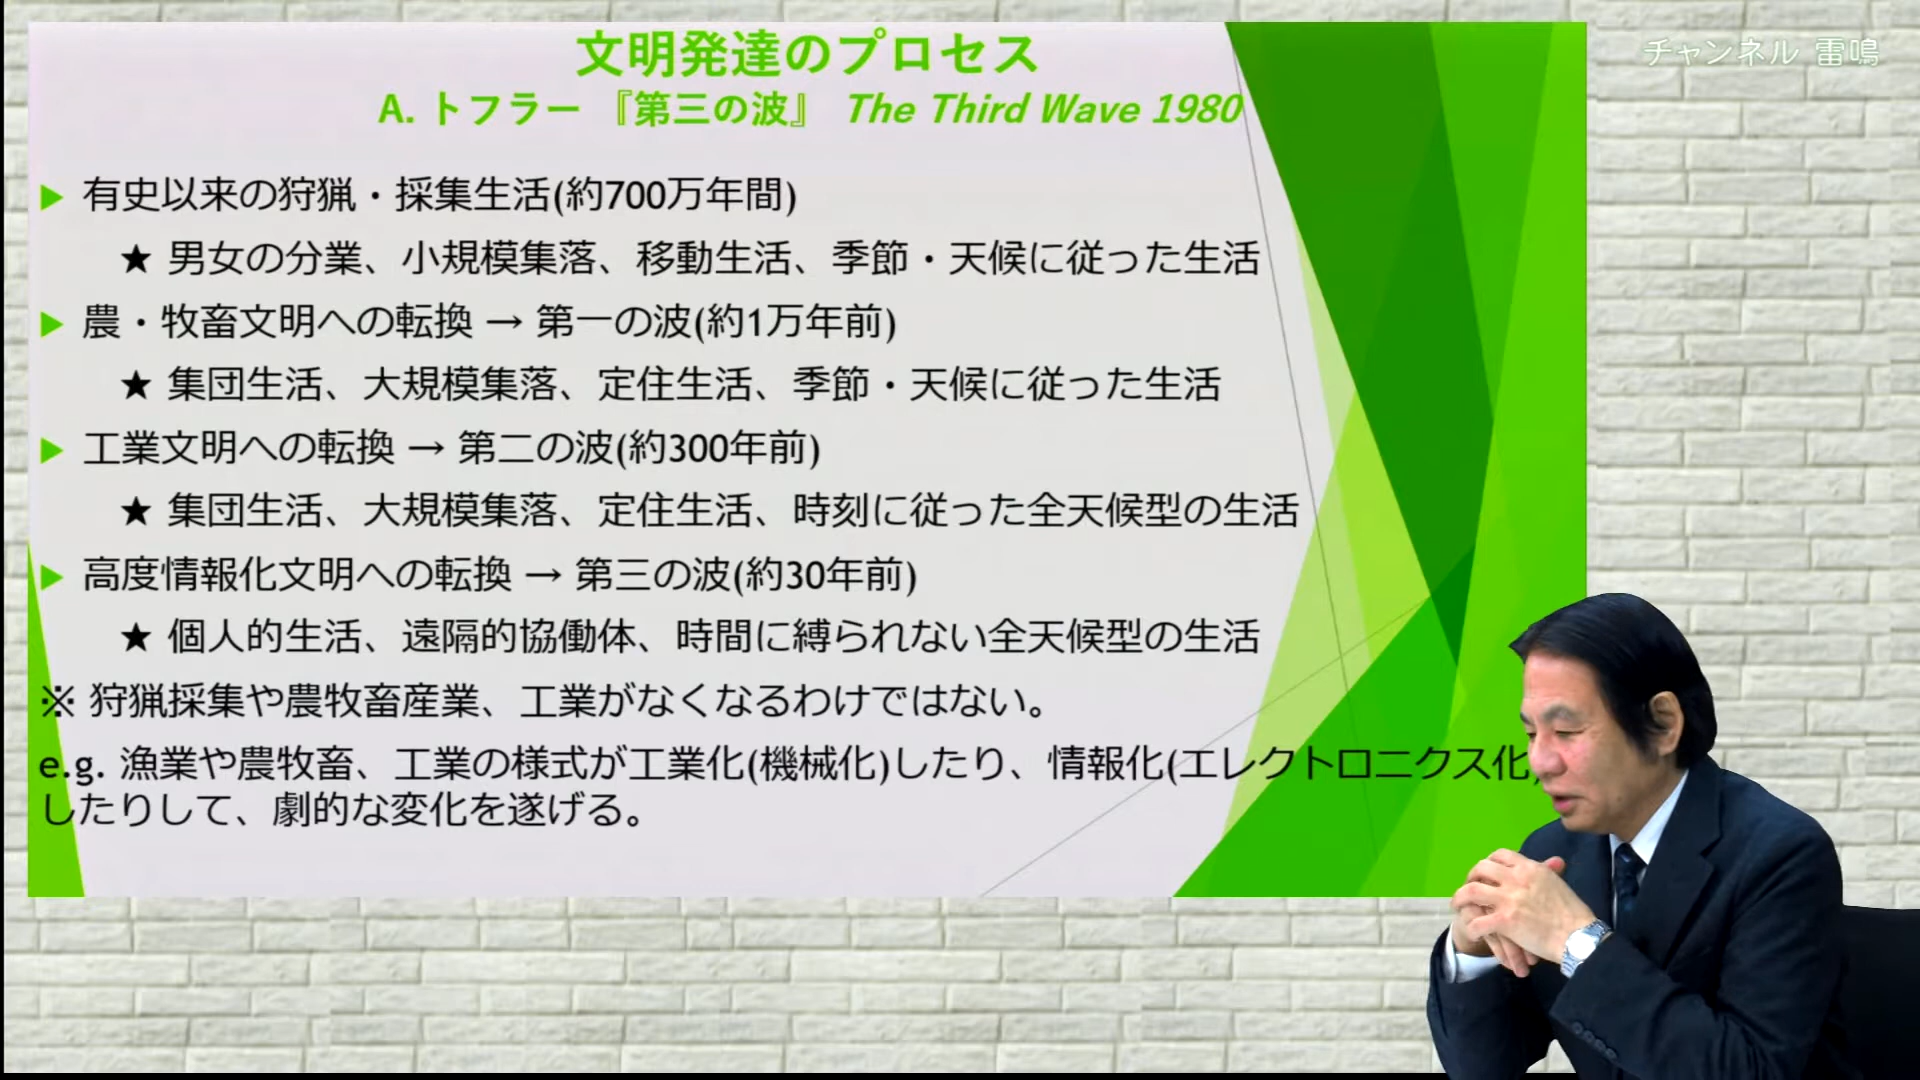 文明発達のプロセス
A. トフラー 『第三の波』 The Third Wave 1980
チャンネル 雷鳴
有史以来の狩猟・採集生活(約700万年間)
★ 男女の分業、小規模集落、移動生活、季節・天候に従った生活
農・牧畜文明への転換 → 第一の波(約1万年前)
★ 集団生活、大規模集落、定住生活、季節・天候に従った生活
工業文明への転換 → 第二の波(約300年前)
★ 集団生活、大規模集落、定住生活、時刻に従った全天候型の生活
高度情報化文明への転換 → 第三の波(約30年前)
★ 個人的生活、遠隔的協働体、時間に縛られない全天候型の生活
※ 狩猟採集や農牧畜産業、工業がなくなるわけではない。
e.g. 漁業や農牧畜、工業の様式が工業化(機械化)したり、情報化(エレクトロニクス化)
したりして、劇的な変化を遂げる。